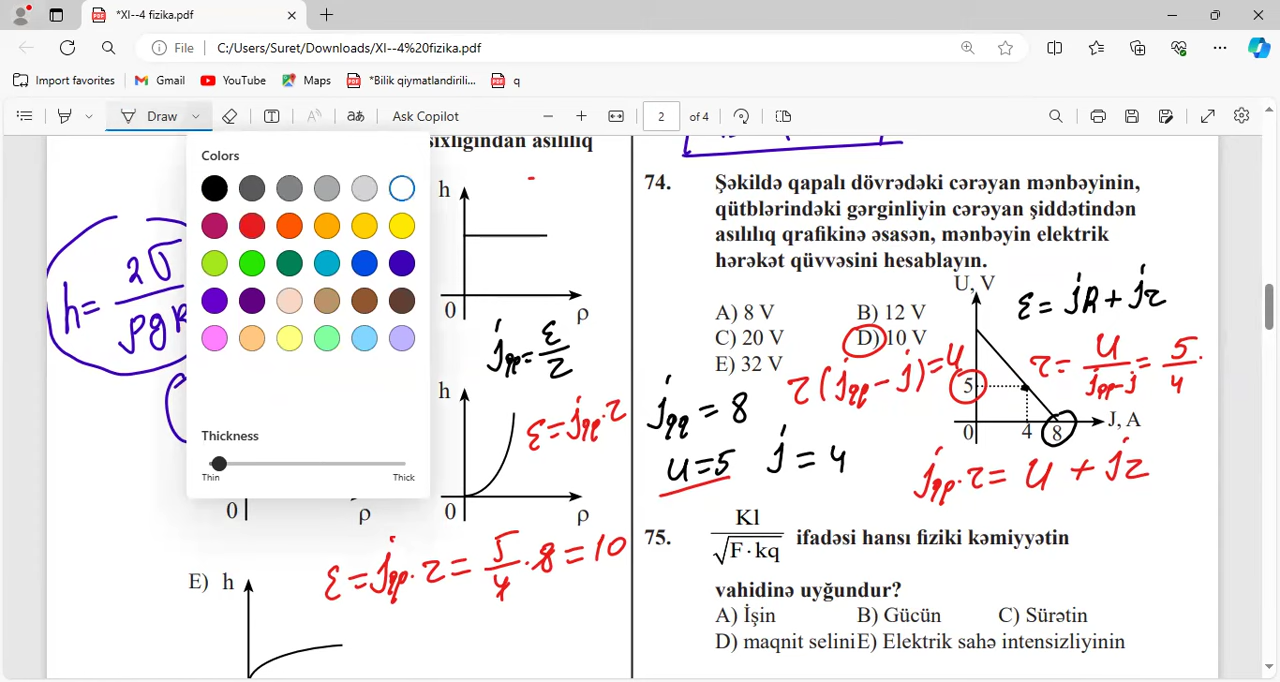 *XI--4 fizika.pdf
File C:/Users/Suret/Downloads/XI--4%20fizika.pdf
Import favorites Gmail YouTube Maps *Bilik qiymatlandirili... q
Draw Ask Copilot 2 of 4
Colors
Thickness
Thin Thick
sıxlığından asılılıq
h
0 ρ
h = 2σ
h
0 ρ
0 ρ
E) h
jqq = ε/r
ε = jqq · r
ε = jqq · r = 5/4 · 8 = 10
74. Şəkildə qapalı dövrədəki cərəyan mənbəyinin,
qütblərindəki gərginliyin cərəyan şiddətindən
asılılıq qrafikinə əsasən, mənbəyin elektrik
hərəkət qüvvəsini hesablayın.
A) 8 V B) 12 V
C) 20 V D) 10 V
E) 32 V
U, V
5
0 4 8 J, A
ε = jR + jr
r(jqq - j) = U
r = U/(jqq - j) = 5/4
jqq = 8
U = 5 j = 4
jqq · r = U + jr
75. Kl/√F·kq ifadəsi hansı fiziki kəmiyyətin
vahidinə uyğundur?
A) İşin B) Gücün C) Sürətin
D) maqnit selini E) Elektrik sahə intensizliyinin